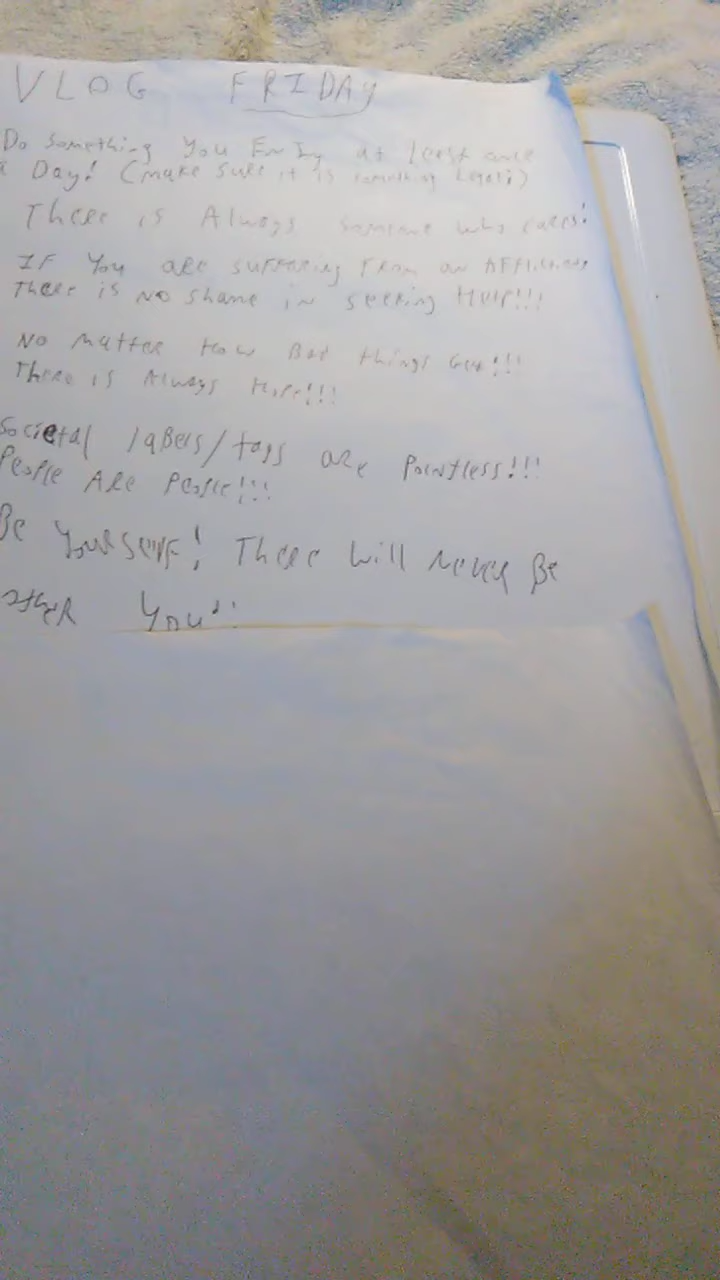 VLOG FRIDAY
Do something You Enjoy at Least once
a Day! (make sure it is something Legal!)
There is Always someone who cares!
IF You are suffering From an Affliction,
There is No shame in seeking Help!!!
No matter How Bad things Get!!!
There is Always Hope!!!
Societal labels/tags are Pointless!!!
People Are People!!!
Be Yourself! There will never Be
other You!